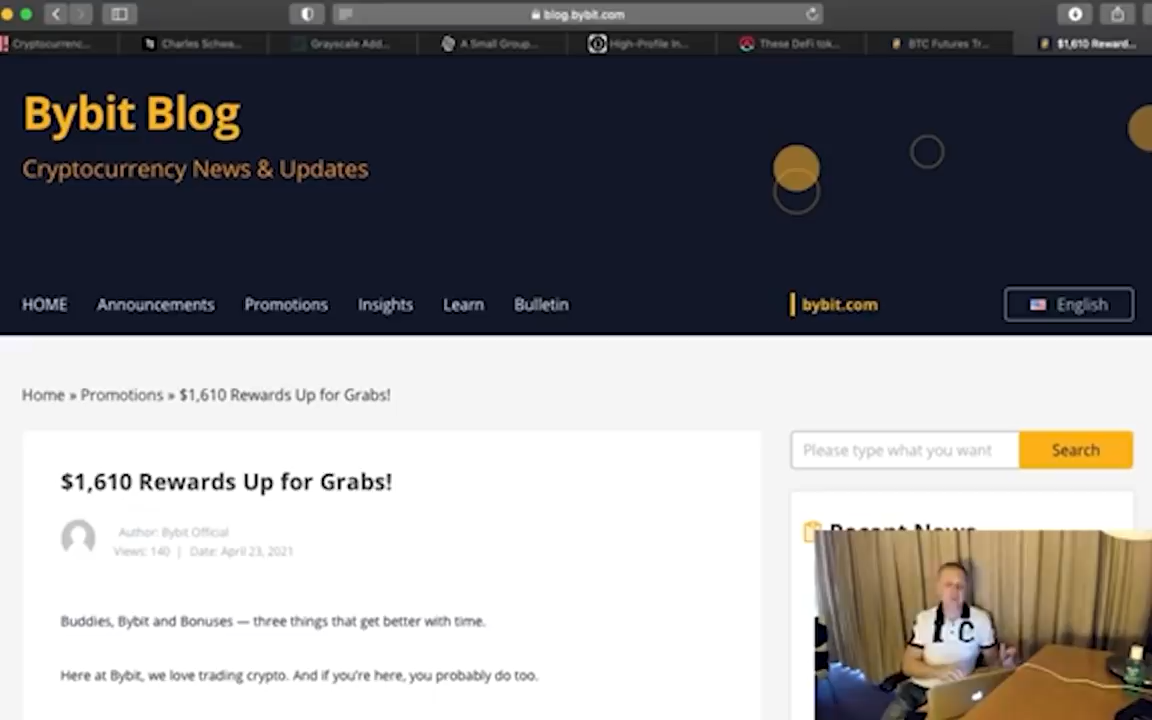 blog.bybit.com
Cryptocurrenc...
Charles Schwa...
Grayscale Add...
A Small Group...
High-Profile In...
These DeFi tok...
BTC Futures Tr...
$1,610 Reward...
Bybit Blog
Cryptocurrency News & Updates
HOME
Announcements
Promotions
Insights
Learn
Bulletin
bybit.com
English
Home » Promotions » $1,610 Rewards Up for Grabs!
Please type what you want
Search
$1,610 Rewards Up for Grabs!
Author: Bybit Official
Views: 140 | Date: April 23, 2021
Recent News
Buddies, Bybit and Bonuses — three things that get better with time.
Here at Bybit, we love trading crypto. And if you're here, you probably do too.